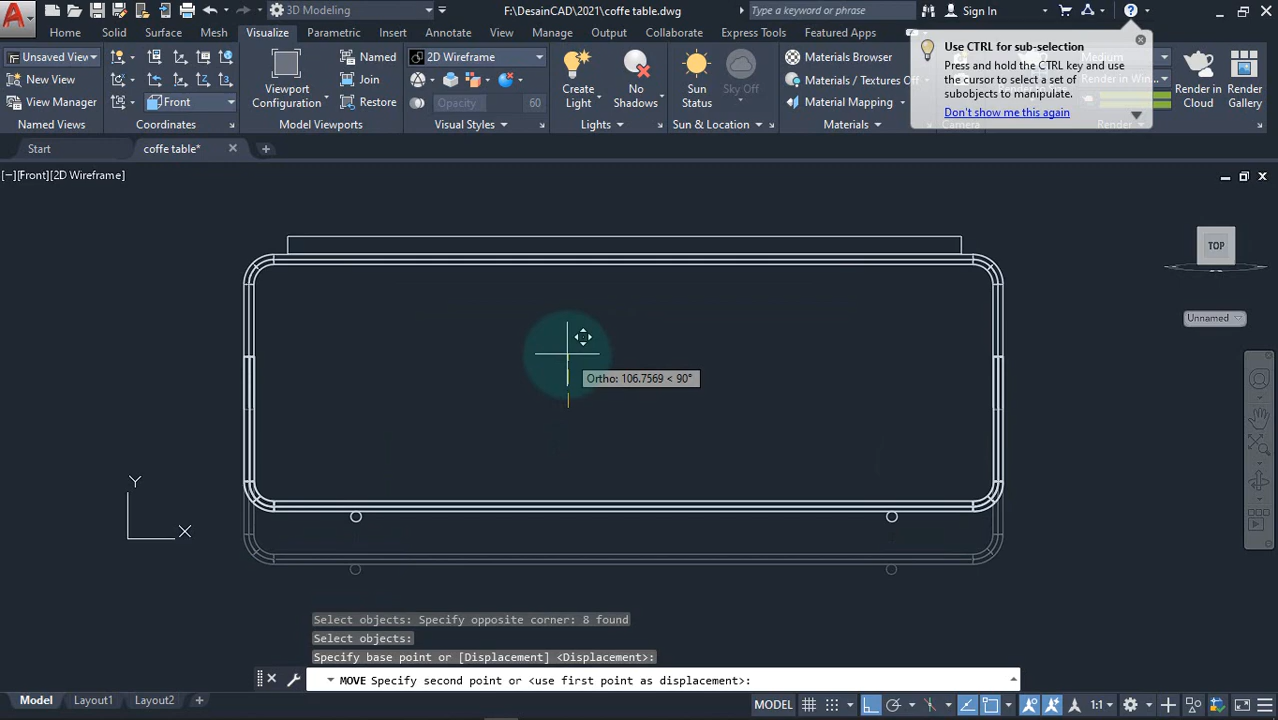 A
3D Modeling
F:\DesainCAD\2021\coffe table.dwg
Type a keyword or phrase
Sign In
Home
Solid
Surface
Mesh
Visualize
Parametric
Insert
Annotate
View
Manage
Output
Collaborate
Express Tools
Featured Apps
Unsaved View
New View
View Manager
Named Views
Front
Coordinates
Viewport
Configuration
Named
Join
Restore
Model Viewports
2D Wireframe
Opacity
60
Visual Styles
Create
Light
No
Shadows
Lights
Sun
Status
Sky Off
Sun & Location
Materials Browser
Materials / Textures Off
Material Mapping
Materials
Use CTRL for sub-selection
Press and hold the CTRL key and use
the cursor to select a set of
subobjects to manipulate.
Don't show me this again
Medium
Render in Win...
Render
Render in
Cloud
Render
Gallery
Start
coffe table*
[−][Front][2D Wireframe]
TOP
Unnamed
Ortho: 106.7569 < 90°
Y
X
Select objects: Specify opposite corner: 8 found
Select objects:
Specify base point or [Displacement] <Displacement>:
MOVE Specify second point or <use first point as displacement>:
Model
Layout1
Layout2
MODEL
1:1